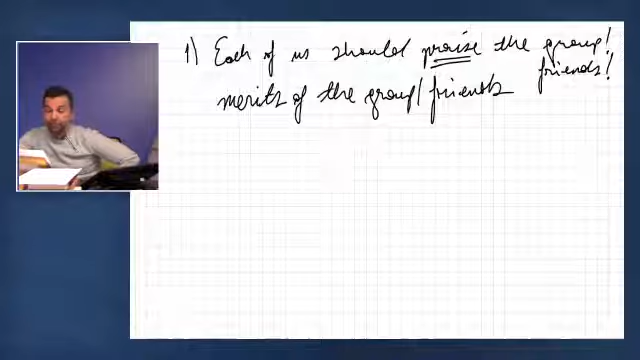 1) Each of us should praise the group/
friends!
merits of the group/friends